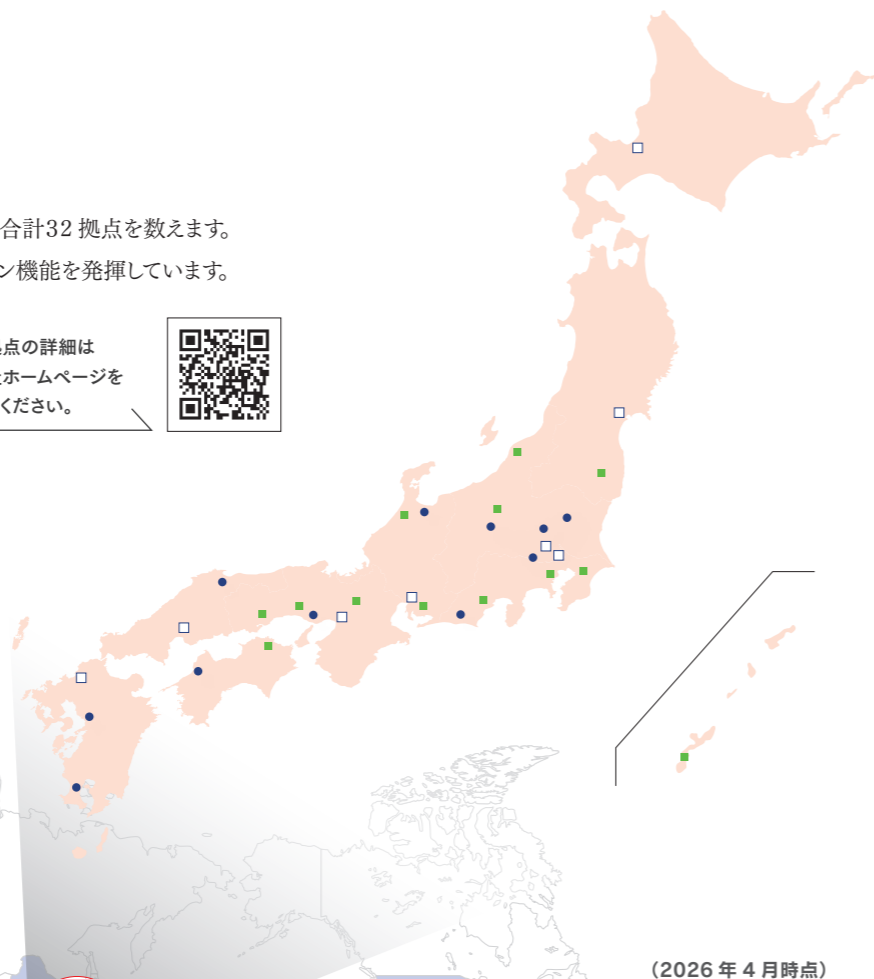 合計32 拠点を数えます。
ン機能を発揮しています。
点の詳細は
ホームページを
ください。
（2026 年 4 月時点）